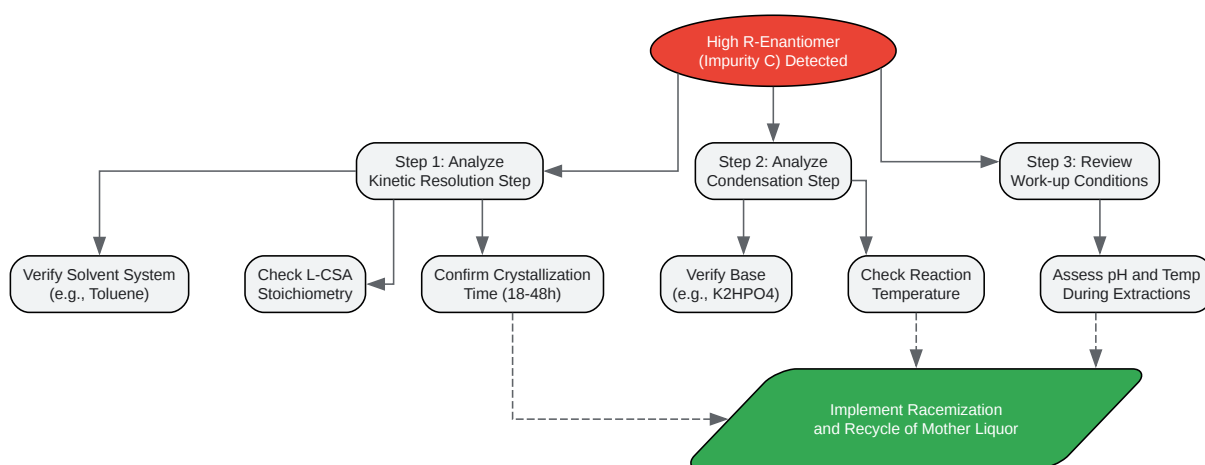 High R-Enantiomer
(Impurity C) Detected
Step 1: Analyze
Kinetic Resolution Step
Step 2: Analyze
Condensation Step
Step 3: Review
Work-up Conditions
Verify Solvent System
(e.g., Toluene)
Check L-CSA
Stoichiometry
Confirm Crystallization
Time (18-48h)
Verify Base
(e.g., K2HPO4)
Check Reaction
Temperature
Assess pH and Temp
During Extractions
Implement Racemization
and Recycle of Mother Liquor